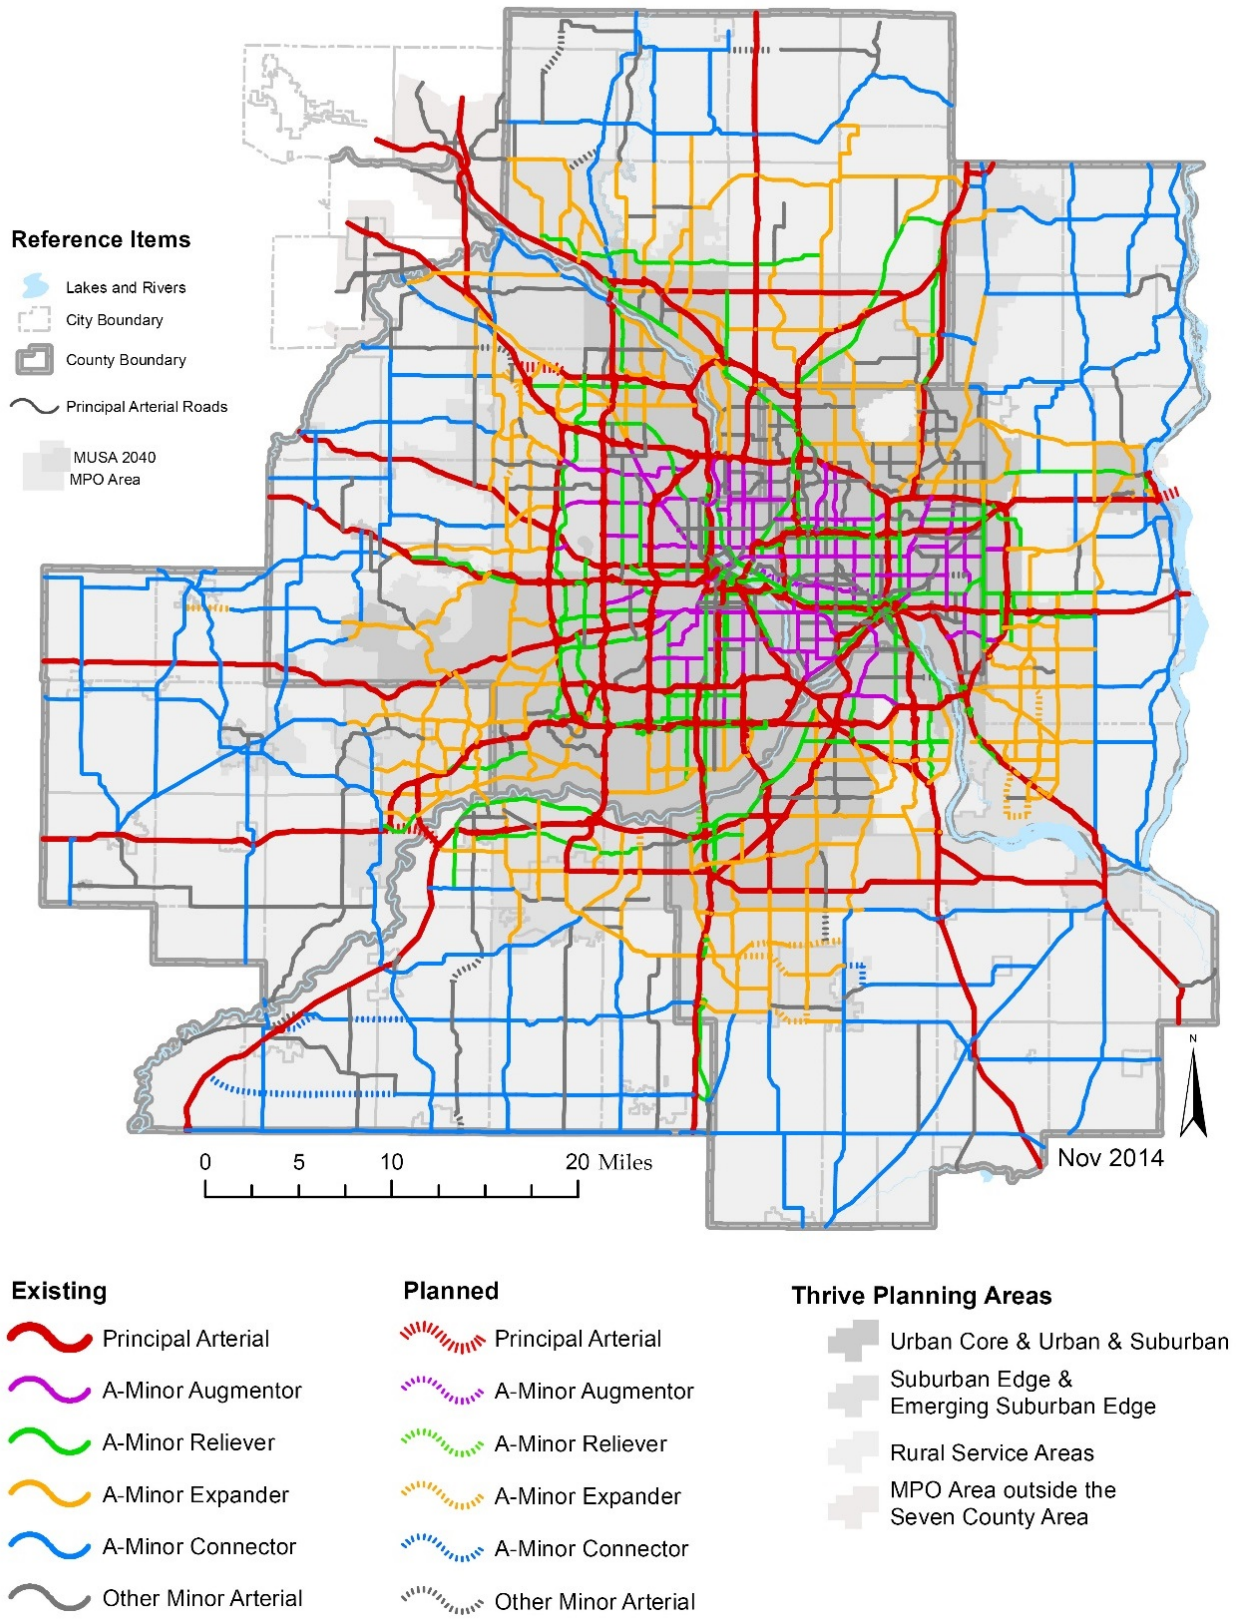 Reference Items
Lakes and Rivers
City Boundary
County Boundary
Principal Arterial Roads
MUSA 2040
MPO Area
N
Nov 2014
0 5 10 20 Miles
Existing
Principal Arterial
A-Minor Augmentor
A-Minor Reliever
A-Minor Expander
A-Minor Connector
Other Minor Arterial
Planned
Principal Arterial
A-Minor Augmentor
A-Minor Reliever
A-Minor Expander
A-Minor Connector
Other Minor Arterial
Thrive Planning Areas
Urban Core & Urban & Suburban
Suburban Edge &
Emerging Suburban Edge
Rural Service Areas
MPO Area outside the
Seven County Area